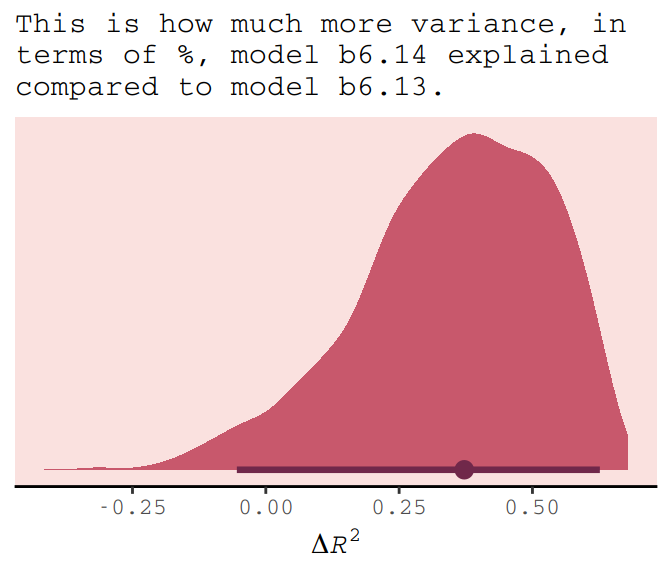 This is how much more variance, in
terms of %, model b6.14 explained
compared to model b6.13.
-0.25 0.00 0.25 0.50
ΔR²